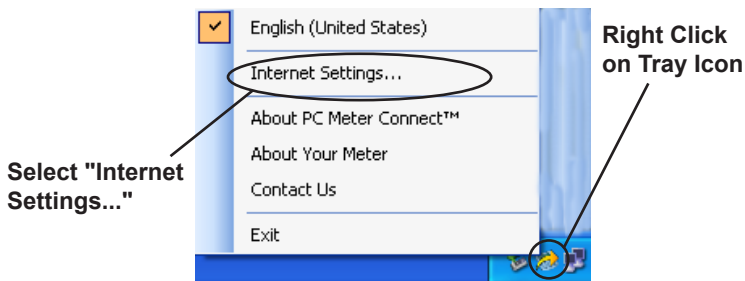 English (United States)
Right Click
on Tray Icon
Internet Settings...
About PC Meter Connect™
About Your Meter
Select "Internet
Settings..."
Contact Us
Exit